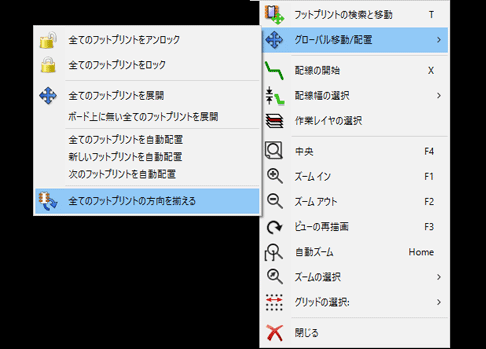 フットプリントの検索と移動 T
グローバル移動/配置 >
配線の開始 X
配線幅の選択 >
作業レイヤの選択
中央 F4
ズーム イン F1
ズーム アウト F2
ビューの再描画 F3
自動ズーム Home
ズームの選択 >
グリッドの選択: >
閉じる
全てのフットプリントをアンロック
全てのフットプリントをロック
全てのフットプリントを展開
ボード上に無い全てのフットプリントを展開
全てのフットプリントを自動配置
新しいフットプリントを自動配置
次のフットプリントを自動配置
全てのフットプリントの方向を揃える